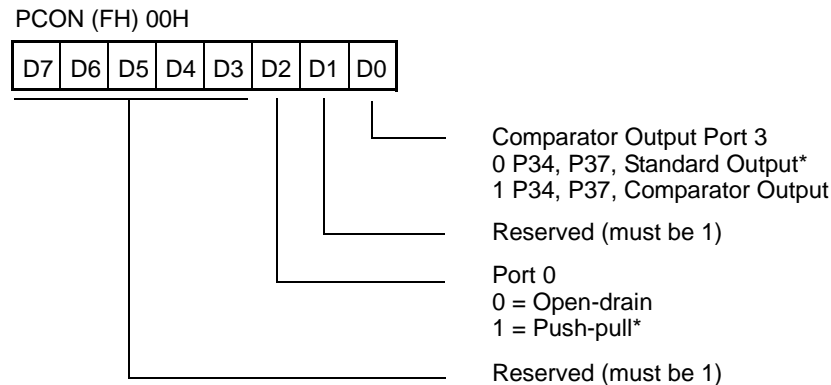 PCON (FH) 00H
D7 D6 D5 D4 D3 D2 D1 D0
Comparator Output Port 3
0 P34, P37, Standard Output*
1 P34, P37, Comparator Output
Reserved (must be 1)
Port 0
0 = Open-drain
1 = Push-pull*
Reserved (must be 1)